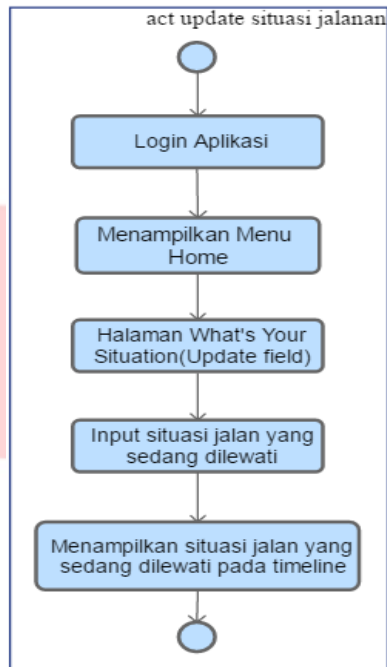 act update situasi jalanan
Login Aplikasi
Menampilkan Menu
Home
Halaman What's Your
Situation(Update field)
Input situasi jalan yang
sedang dilewati
Menampilkan situasi jalan yang
sedang dilewati pada timeline